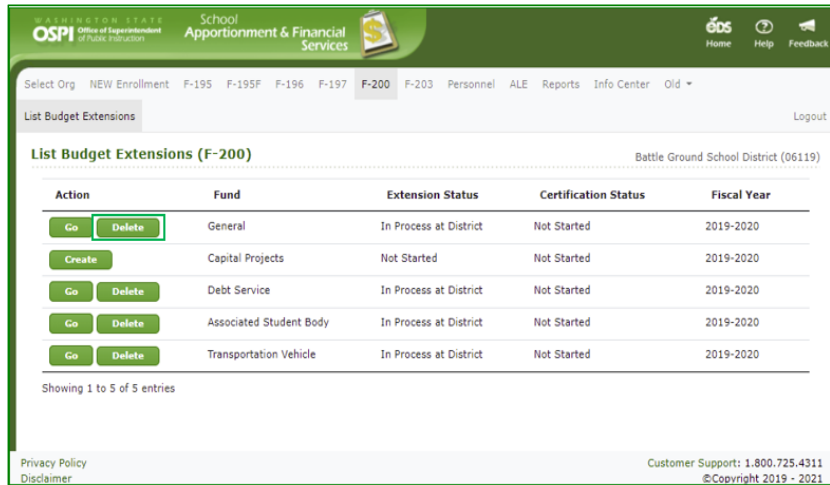 WASHINGTON STATE
OSPI Office of Superintendent
of Public Instruction
School
Apportionment & Financial
Services
EDS
Home Help Feedback
Select Org NEW Enrollment F-195 F-195F F-196 F-197 F-200 F-203 Personnel ALE Reports Info Center Old
List Budget Extensions Logout
List Budget Extensions (F-200) Battle Ground School District (06119)
Action Fund Extension Status Certification Status Fiscal Year
Go Delete General In Process at District Not Started 2019-2020
Create Capital Projects Not Started Not Started 2019-2020
Go Delete Debt Service In Process at District Not Started 2019-2020
Go Delete Associated Student Body In Process at District Not Started 2019-2020
Go Delete Transportation Vehicle In Process at District Not Started 2019-2020
Showing 1 to 5 of 5 entries
Privacy Policy Customer Support: 1.800.725.4311
Disclaimer ©Copyright 2019 - 2021